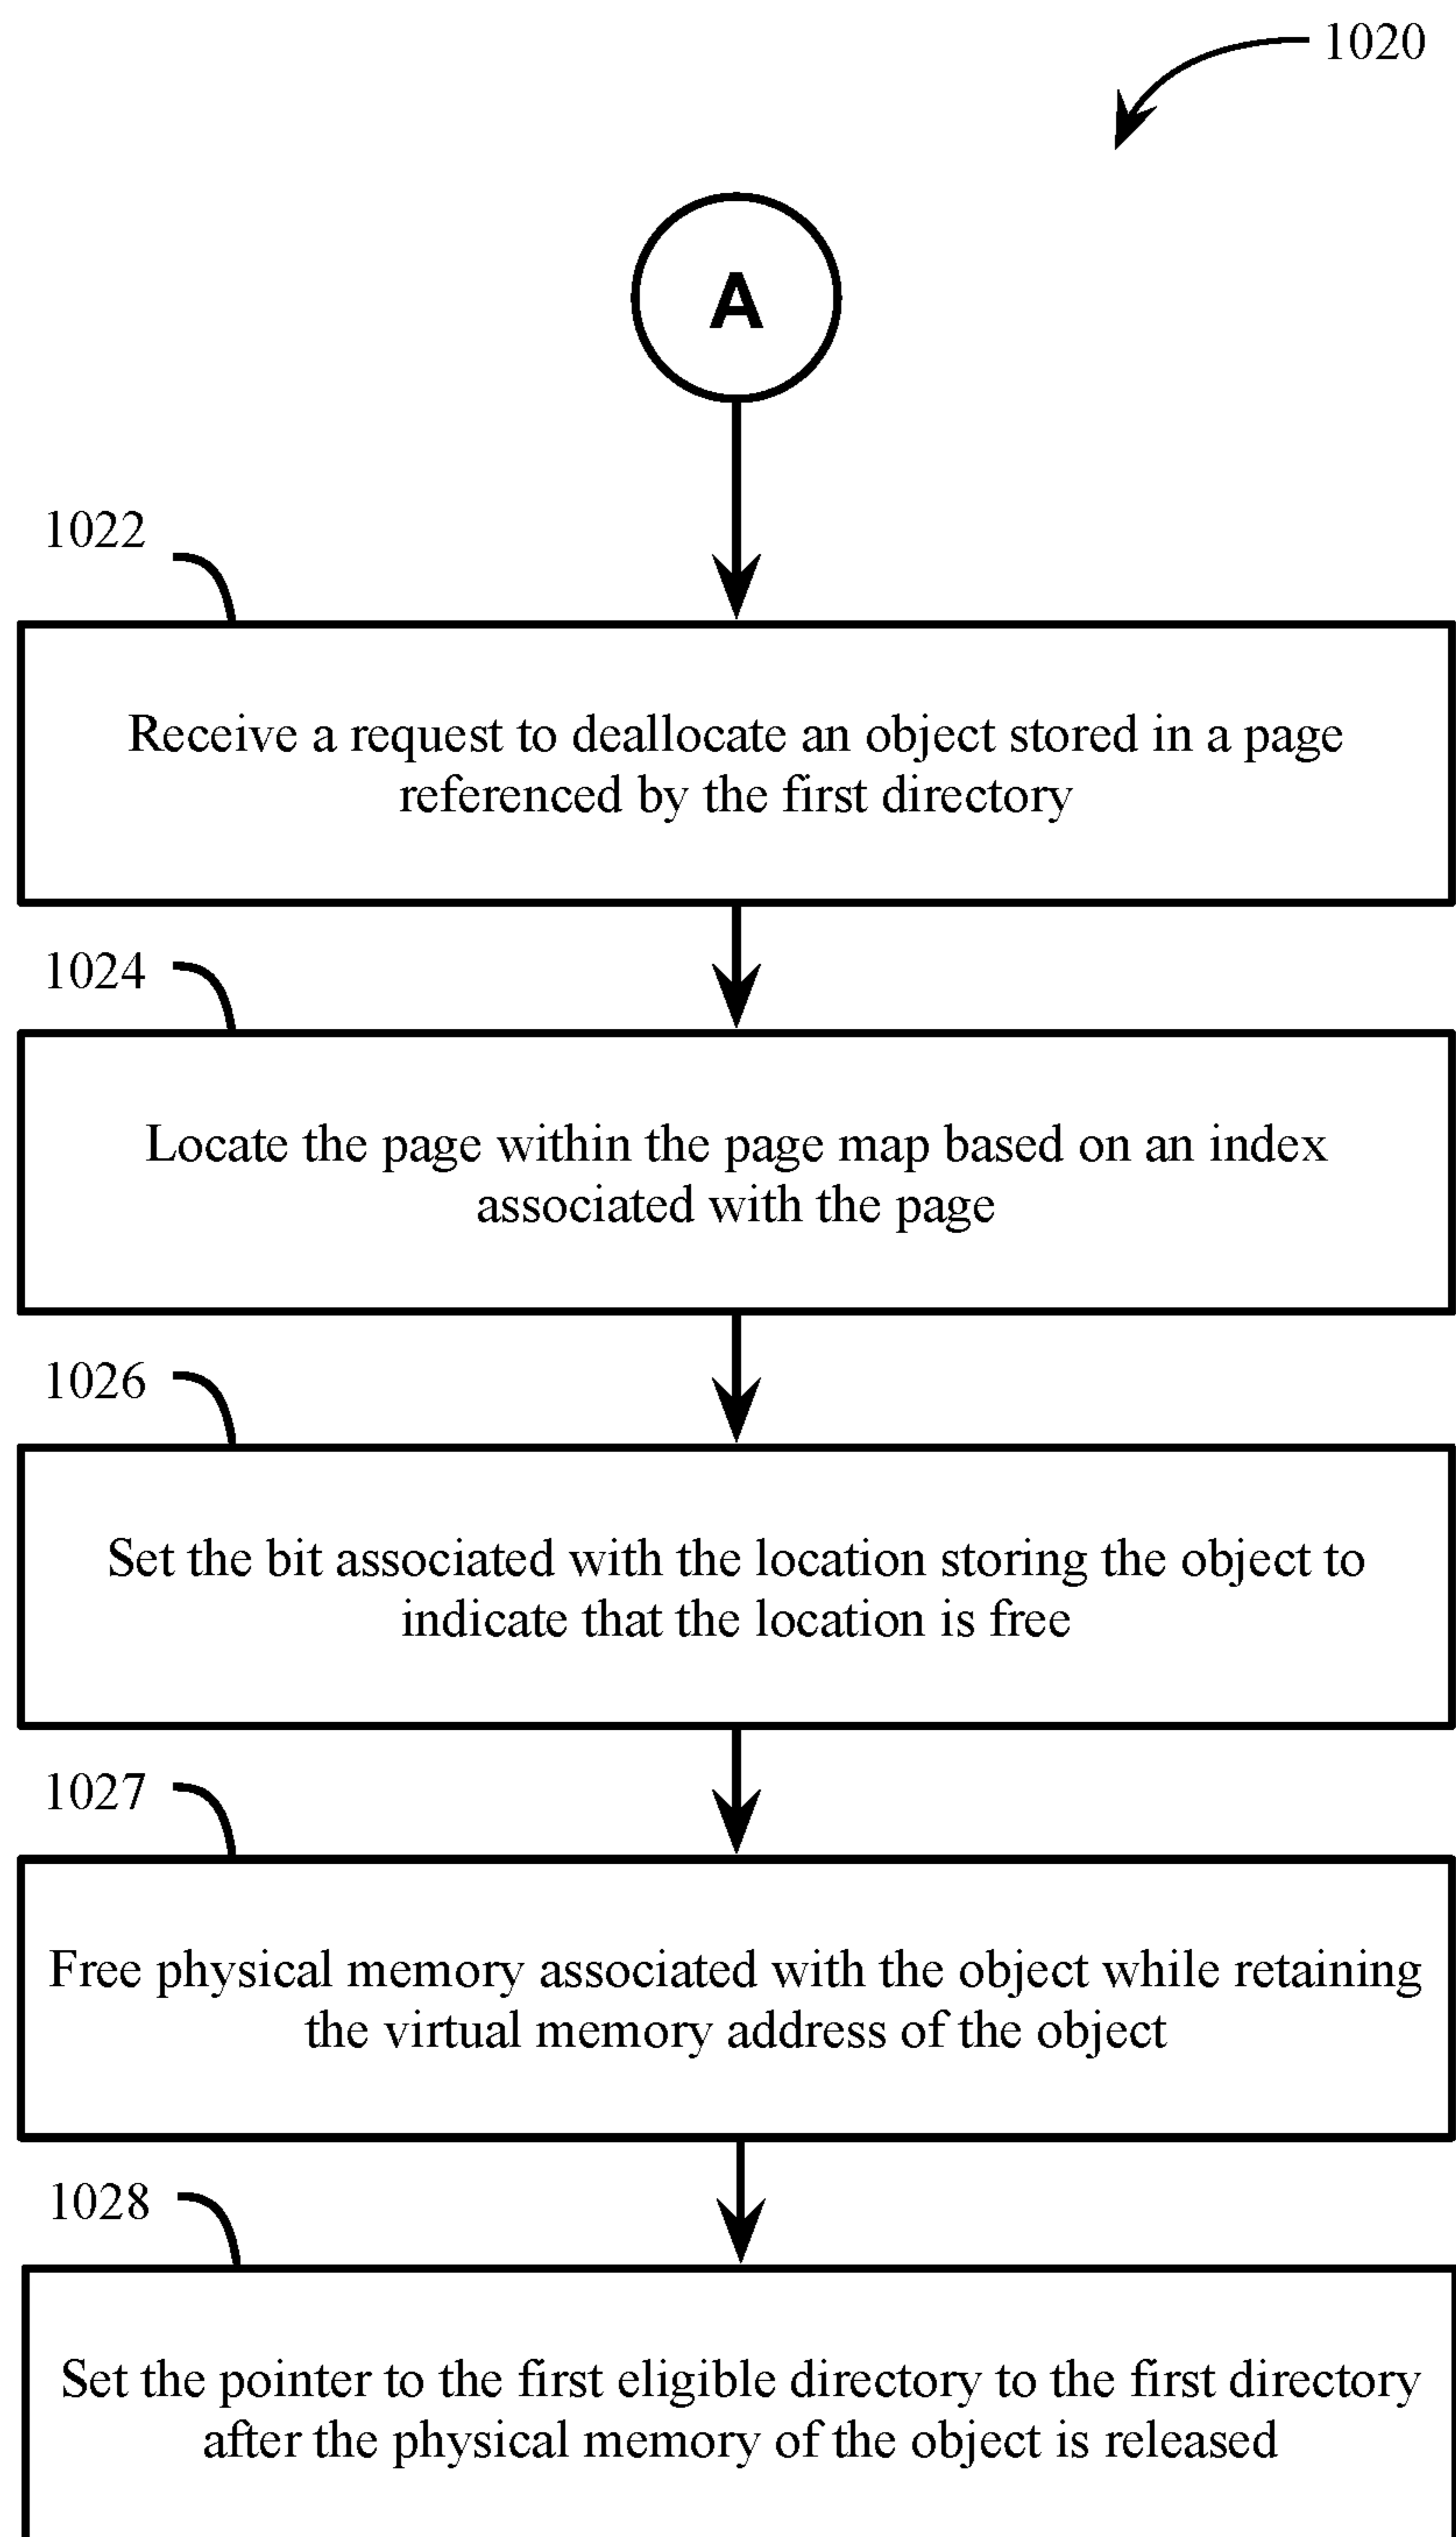 1020
A
1022
Receive a request to deallocate an object stored in a page
referenced by the first directory
1024
Locate the page within the page map based on an index
associated with the page
1026
Set the bit associated with the location storing the object to
indicate that the location is free
1027
Free physical memory associated with the object while retaining
the virtual memory address of the object
1028
Set the pointer to the first eligible directory to the first directory
after the physical memory of the object is released